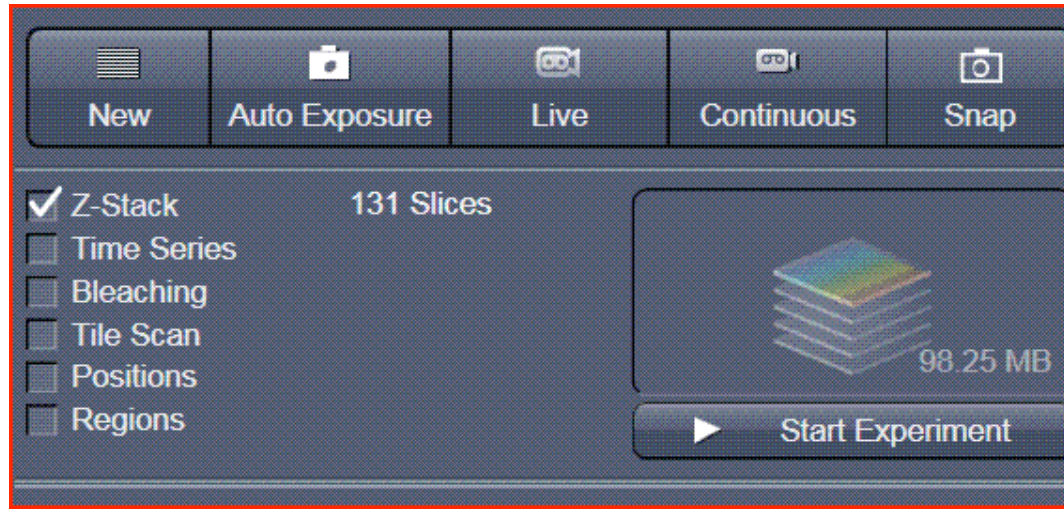 New Auto Exposure Live Continuous Snap
Z-Stack 131 Slices
Time Series
Bleaching
Tile Scan
98.25 MB
Positions
Regions
Start Experiment